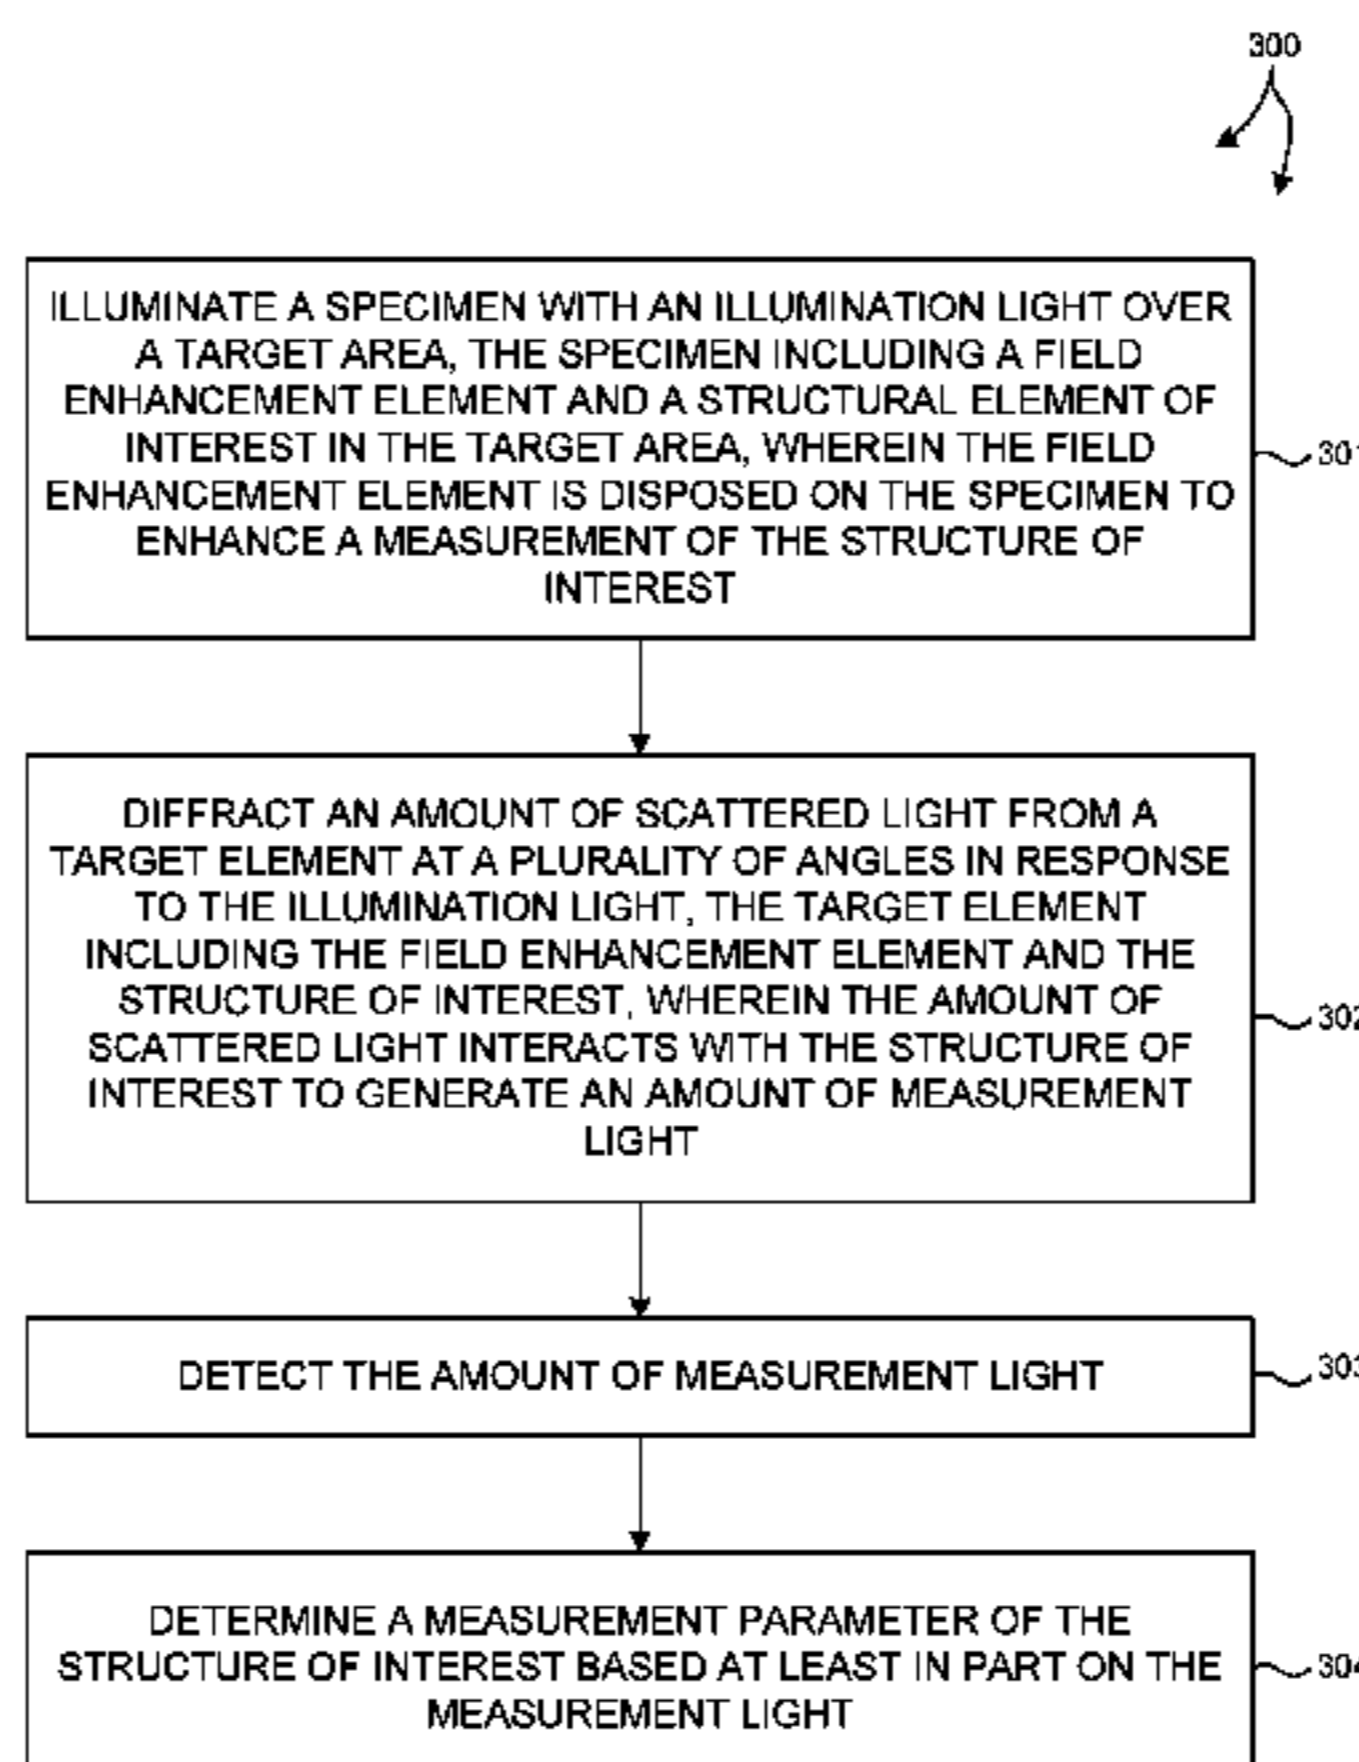 300
ILLUMINATE A SPECIMEN WITH AN ILLUMINATION LIGHT OVER
A TARGET AREA, THE SPECIMEN INCLUDING A FIELD
ENHANCEMENT ELEMENT AND A STRUCTURAL ELEMENT OF
INTEREST IN THE TARGET AREA, WHEREIN THE FIELD
ENHANCEMENT ELEMENT IS DISPOSED ON THE SPECIMEN TO
ENHANCE A MEASUREMENT OF THE STRUCTURE OF
INTEREST
301
DIFFRACT AN AMOUNT OF SCATTERED LIGHT FROM A
TARGET ELEMENT AT A PLURALITY OF ANGLES IN RESPONSE
TO THE ILLUMINATION LIGHT, THE TARGET ELEMENT
INCLUDING THE FIELD ENHANCEMENT ELEMENT AND THE
STRUCTURE OF INTEREST, WHEREIN THE AMOUNT OF
SCATTERED LIGHT INTERACTS WITH THE STRUCTURE OF
INTEREST TO GENERATE AN AMOUNT OF MEASUREMENT
LIGHT
302
DETECT THE AMOUNT OF MEASUREMENT LIGHT
303
DETERMINE A MEASUREMENT PARAMETER OF THE
STRUCTURE OF INTEREST BASED AT LEAST IN PART ON THE
MEASUREMENT LIGHT
304